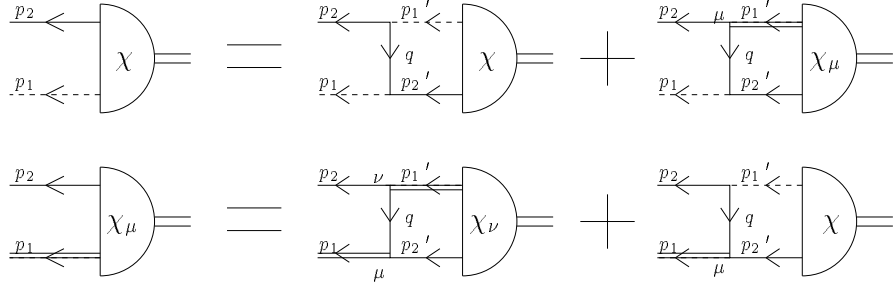 p₂ p₂ p₁′ p₂ μ p₁′
χ = q χ + q χμ
p₁ p₁ p₂′ p₁ p₂′
p₂ p₂ ν p₁′ p₂ p₁′
χμ = q χν + q χ
p₁ p₁ p₂′ p₁ p₂′
μ μ